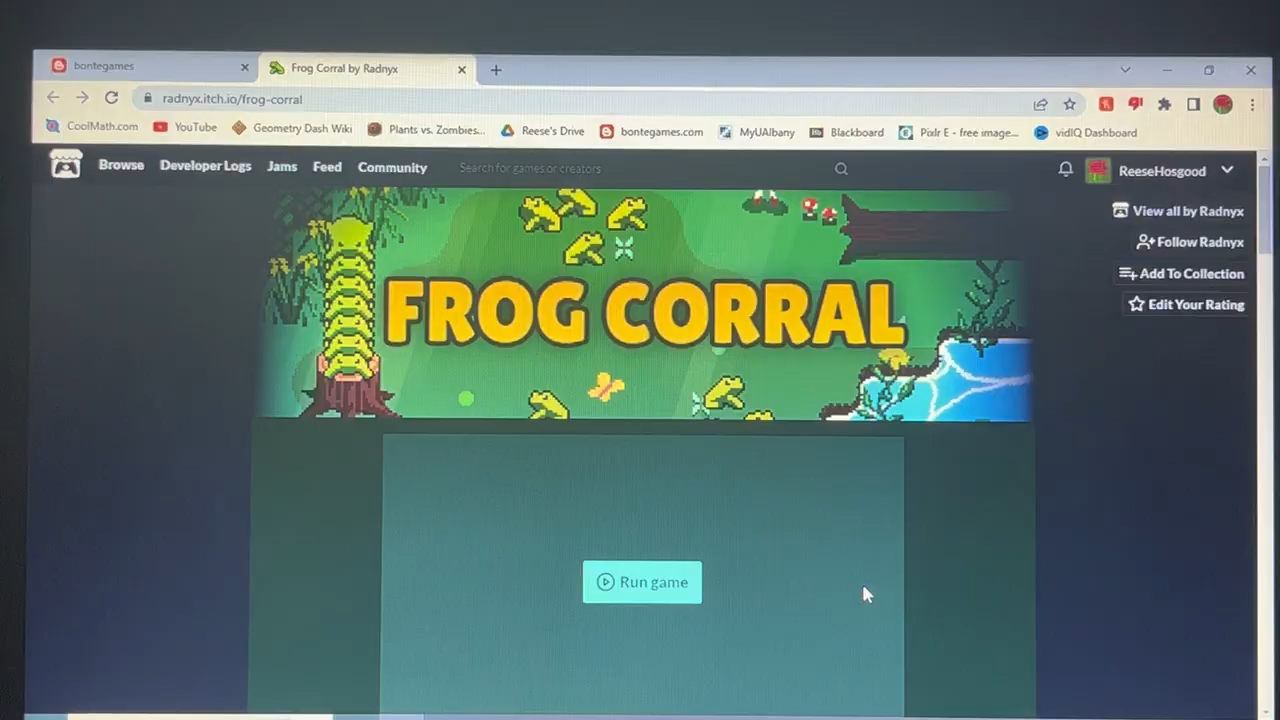 bontegames
Frog Corral by Radnyx
radnyx.itch.io/frog-corral
CoolMath.com YouTube Geometry Dash Wiki Plants vs. Zombies... Reese's Drive bontegames.com MyUAlbany Blackboard Pixlr E - free image... vidIQ Dashboard
Browse Developer Logs Jams Feed Community Search for games or creators ReeseHosgood
View all by Radnyx
Follow Radnyx
Add To Collection
Edit Your Rating
FROG CORRAL
Run game